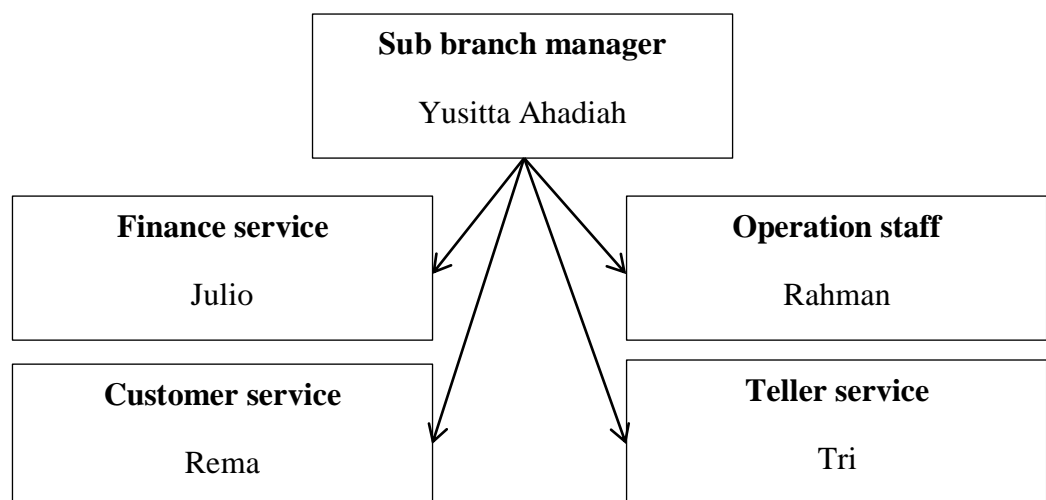 Sub branch manager
Yusitta Ahadiah
Finance service
Julio
Operation staff
Rahman
Customer service
Rema
Teller service
Tri